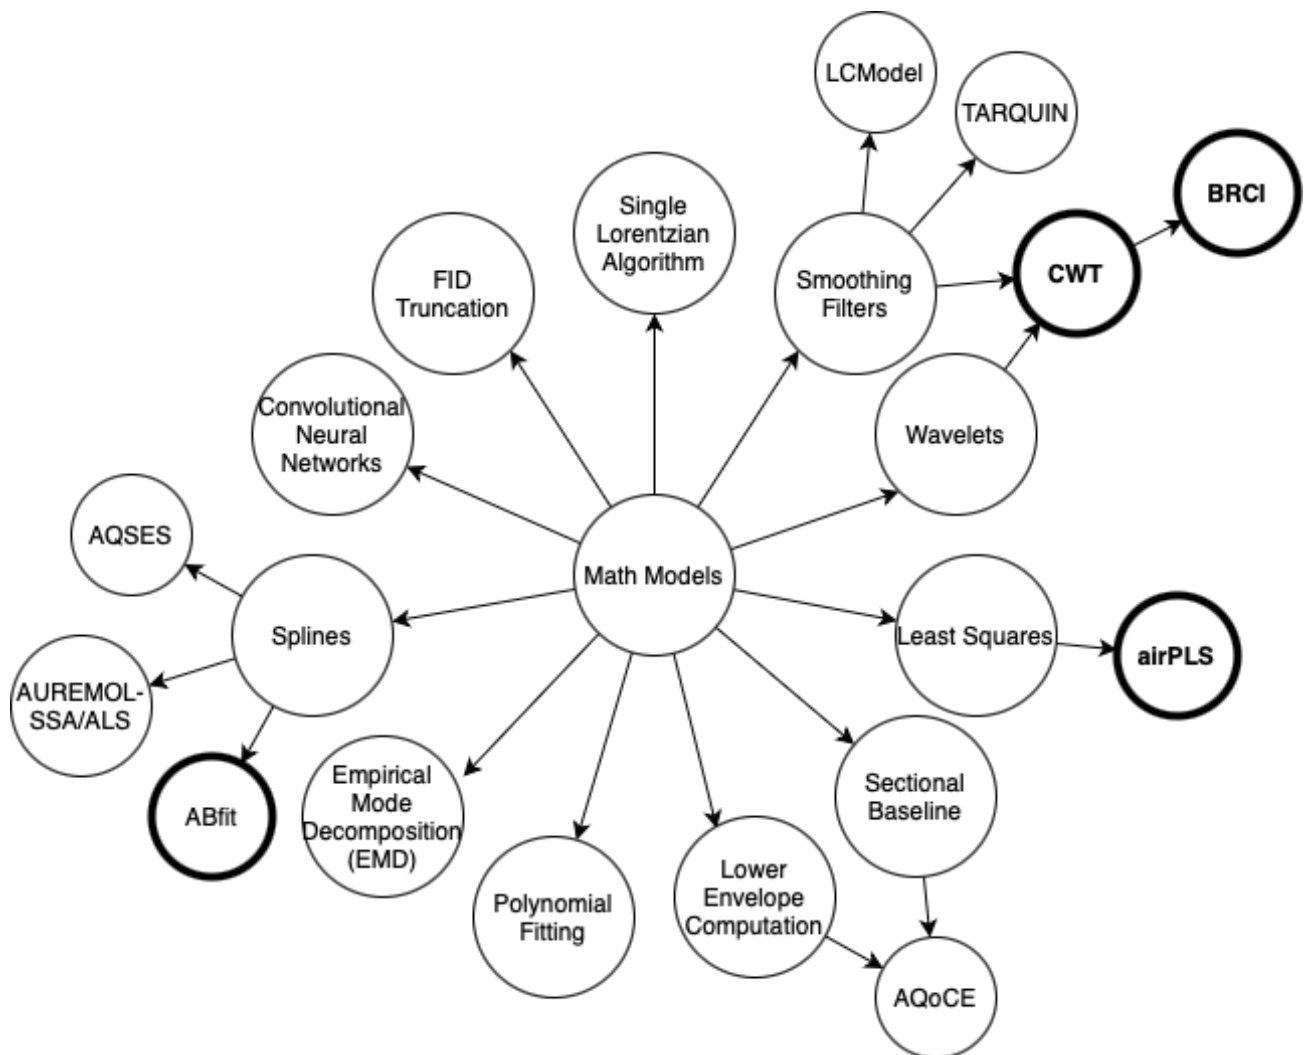 LCModel
TARQUIN
BRCI
Single
Lorentzian
Algorithm
FID
Truncation
Smoothing
Filters
CWT
Convolutional
Neural
Networks
Wavelets
AQSES
Math Models
Splines
Least Squares
airPLS
AUREMOL-
SSA/ALS
ABfit
Empirical
Mode
Decomposition
(EMD)
Sectional
Baseline
Polynomial
Fitting
Lower
Envelope
Computation
AQoCE